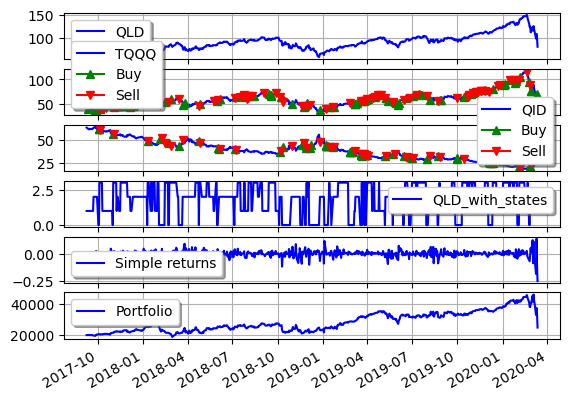 150
100
QLD
TQQQ
Buy
Sell
100
50
QID
Buy
Sell
50
25
2.5
0.0
QLD_with_states
0.00
−0.25
Simple returns
40000
20000
Portfolio
2017-10
2018-01
2018-04
2018-07
2018-10
2019-01
2019-04
2019-07
2019-10
2020-01
2020-04